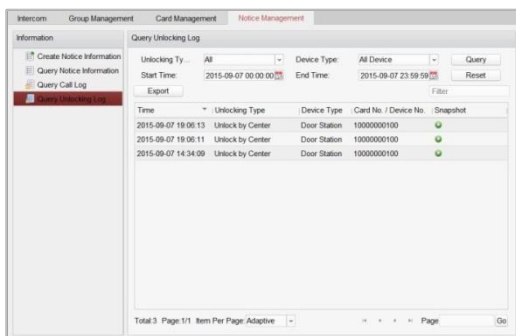 Intercom Group Management Card Management Notice Management
Information
Create Notice Information
Query Notice Information
Query Call Log
Query Unlocking Log
Query Unlocking Log
Unlocking Ty... All Device Type: All Device Query
Start Time: 2015-09-07 00:00:00 End Time: 2015-09-07 23:59:59 Reset
Export Filter
Time Unlocking Type Device Type Card No. / Device No. Snapshot
2015-09-07 19:06:13 Unlock by Center Door Station 10000000100
2015-09-07 19:06:11 Unlock by Center Door Station 10000000100
2015-09-07 14:34:09 Unlock by Center Door Station 10000000100
Total:3 Page:1/1 Item Per Page: Adaptive Page Go